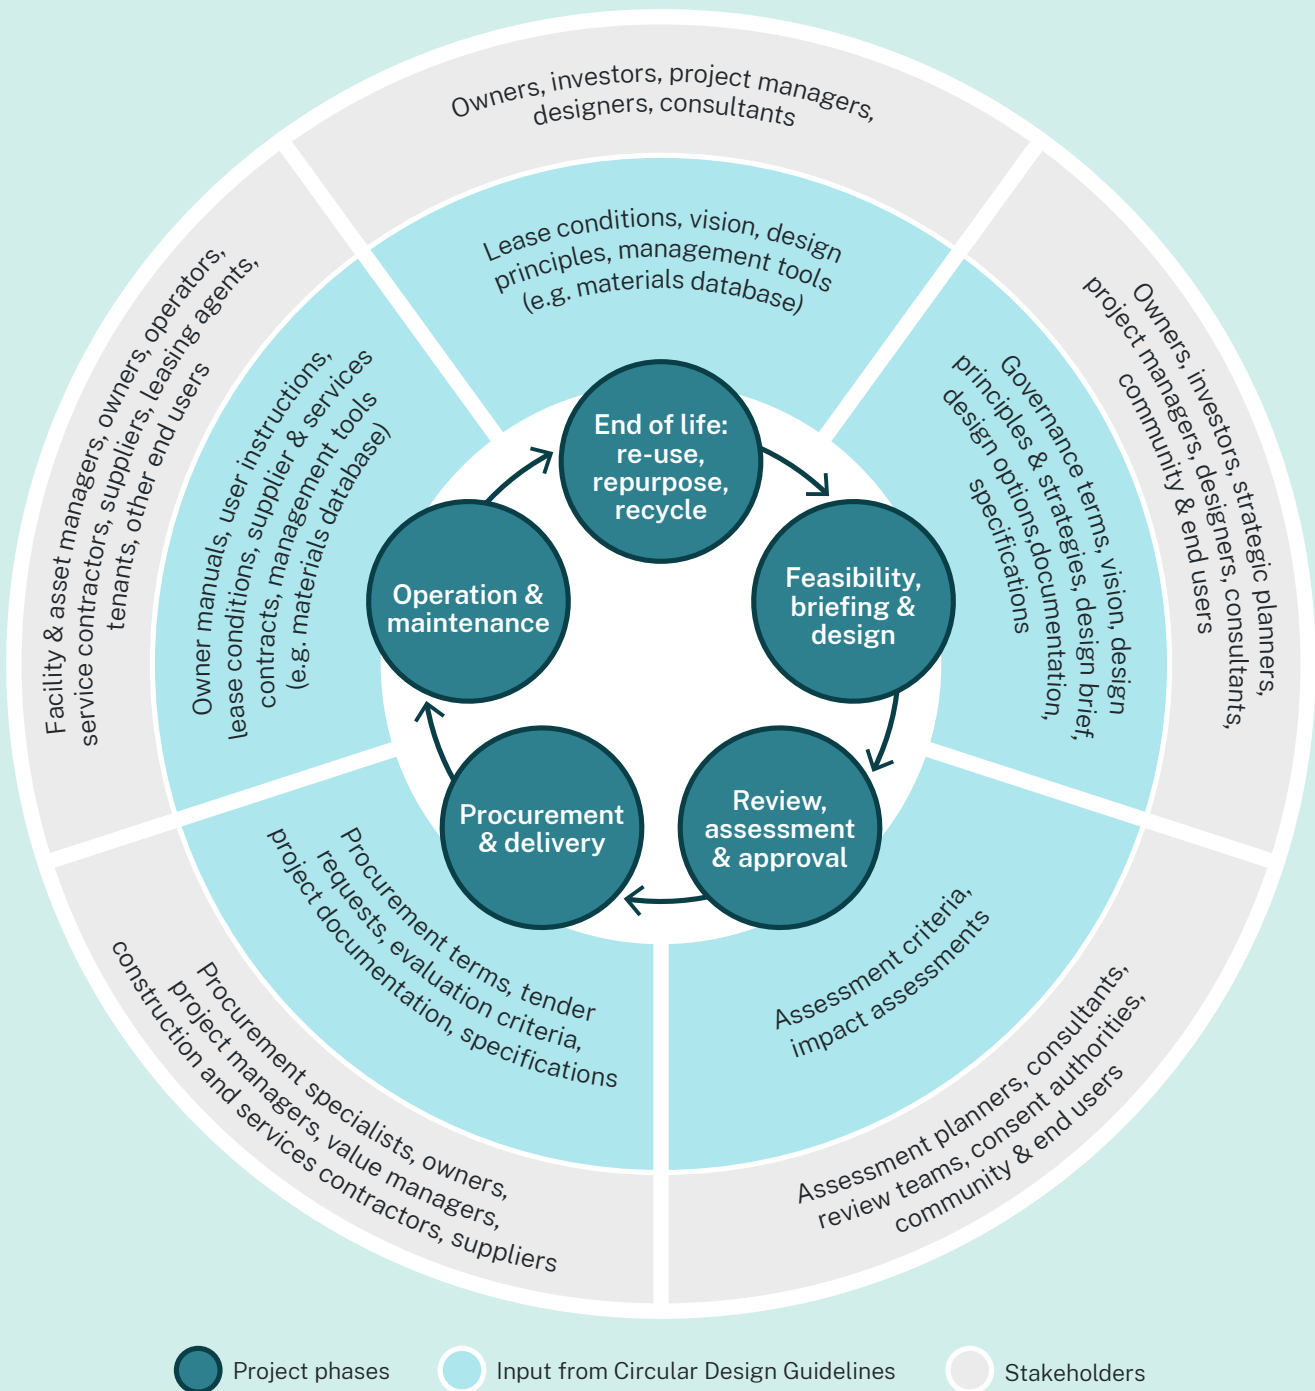 Owners, investors, project managers,
designers, consultants
Lease conditions, vision, design
principles, management tools
(e.g. materials database)
End of life:
re-use,
repurpose,
recycle
Owners, investors, strategic planners,
project managers, designers, consultants,
community & end users
Governance terms, vision, design
principles & strategies, design brief,
design options,documentation,
specifications
Feasibility,
briefing &
design
Assessment planners, consultants,
review teams, consent authorities,
community & end users
Assessment criteria,
impact assessments
Review,
assessment
& approval
Procurement specialists, owners,
project managers, value managers,
construction and services contractors, suppliers
Procurement terms, tender
requests, evaluation criteria,
project documentation, specifications
Procurement
& delivery
Facility & asset managers, owners, operators,
service contractors, suppliers, leasing agents,
tenants, other end users
Owner manuals, user instructions,
lease conditions, supplier & services
contracts, management tools
(e.g. materials database)
Operation &
maintenance
Project phases
Input from Circular Design Guidelines
Stakeholders